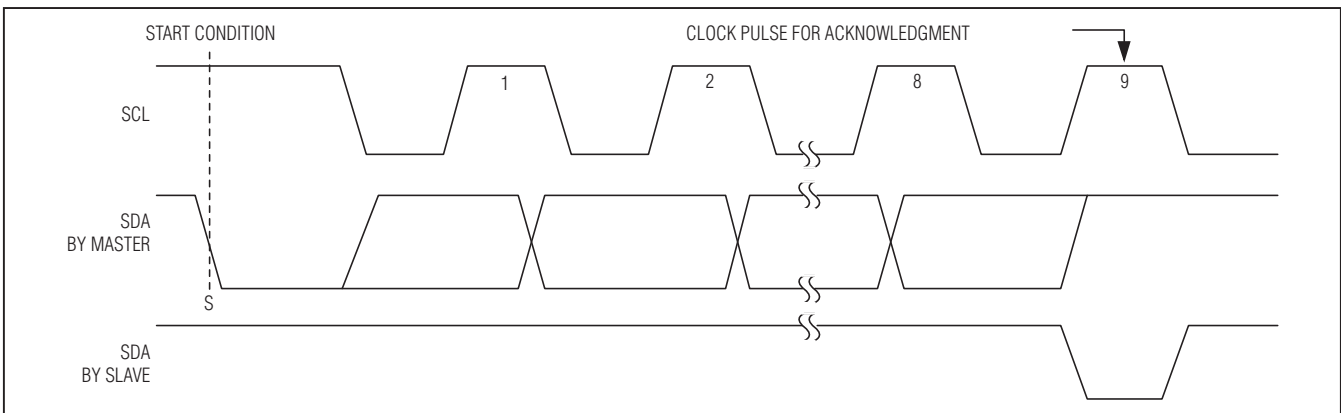 START CONDITION
CLOCK PULSE FOR ACKNOWLEDGMENT
SCL
1
2
8
9
SDA
BY MASTER
S
SDA
BY SLAVE